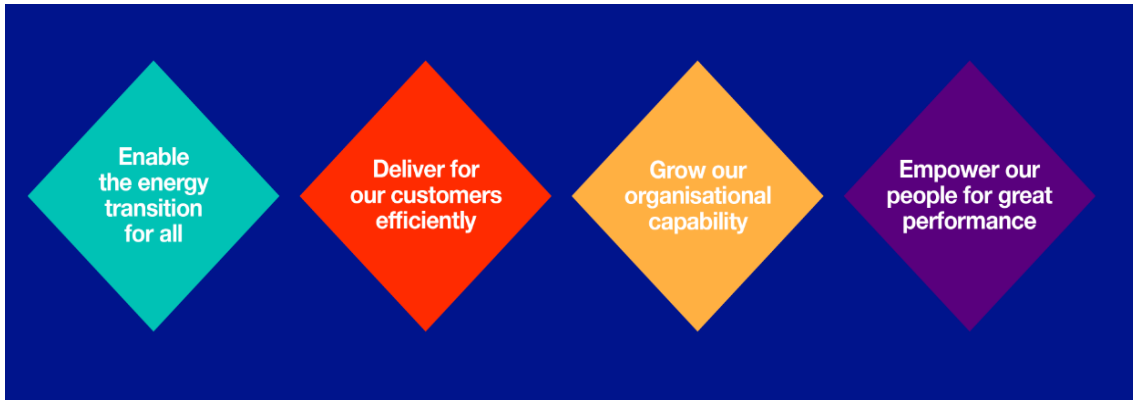 Enable
the energy
transition
for all
Deliver for
our customers
efficiently
Grow our
organisational
capability
Empower our
people for great
performance